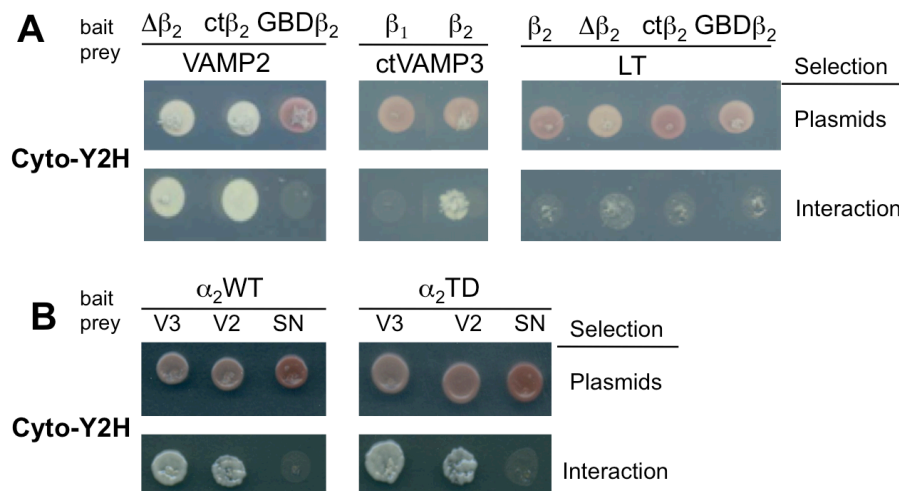 A bait Δβ₂ ctβ₂ GBDβ₂ β₁ β₂ β₂ Δβ₂ ctβ₂ GBDβ₂
prey VAMP2 ctVAMP3 LT Selection
Plasmids
Cyto-Y2H
Interaction
B bait α₂WT α₂TD
prey V3 V2 SN V3 V2 SN Selection
Plasmids
Cyto-Y2H
Interaction